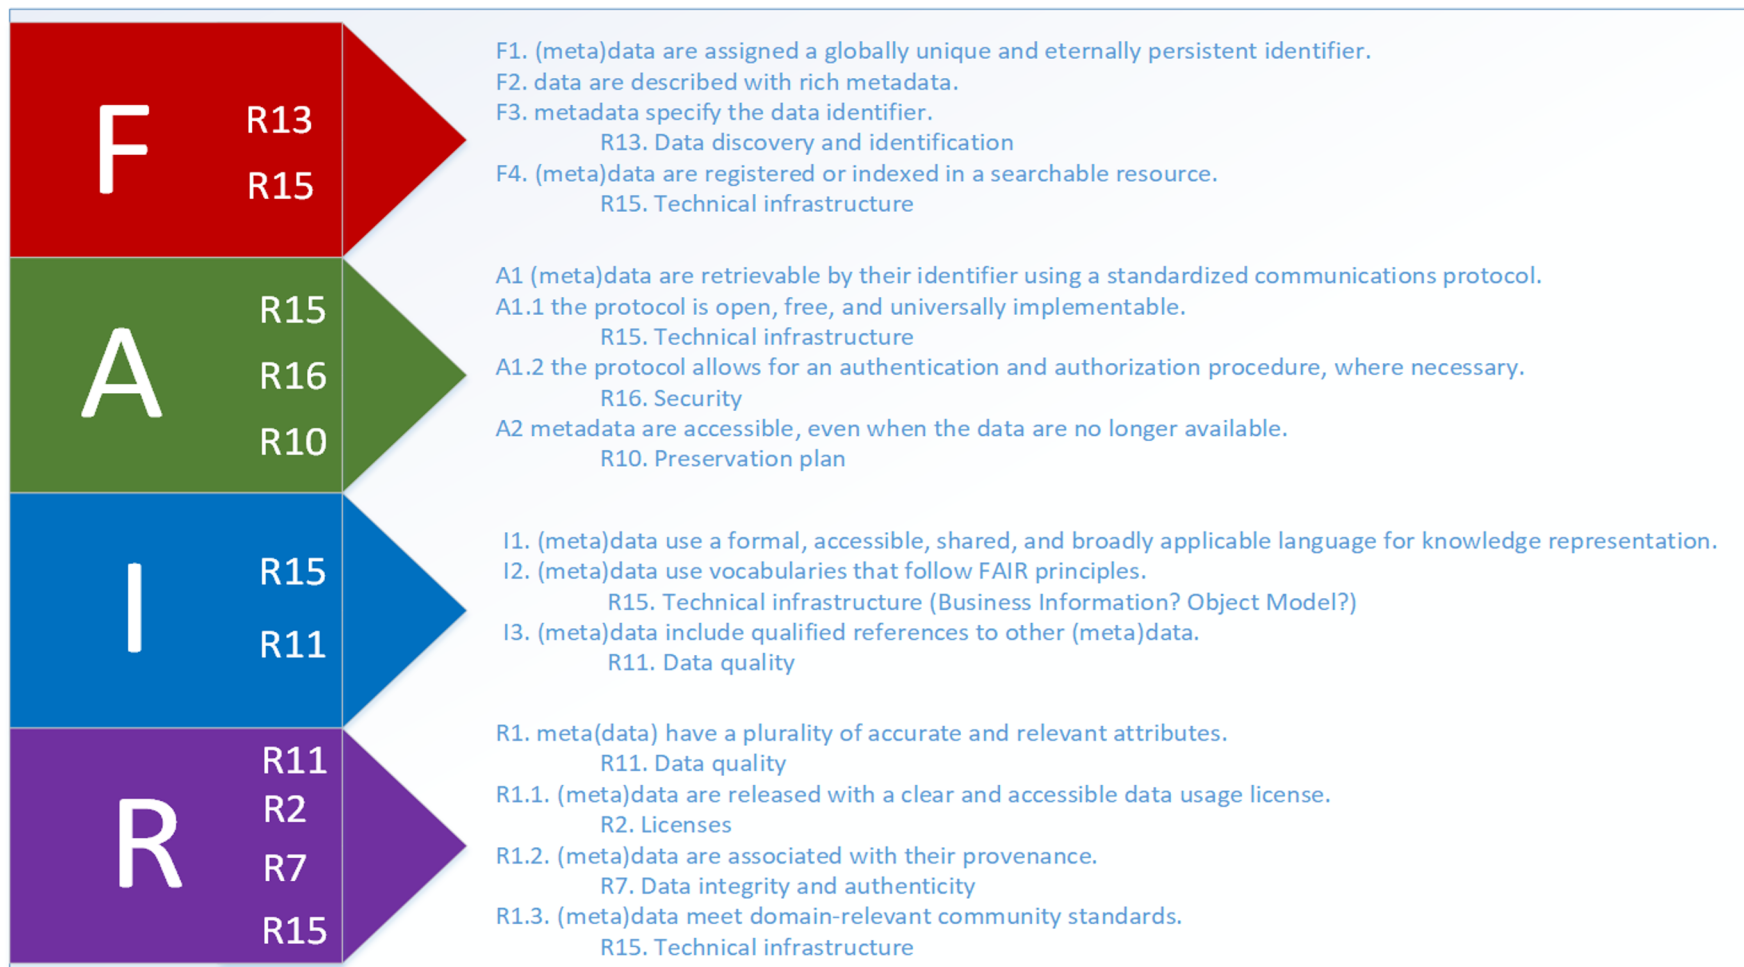 F
R13
R15
F1. (meta)data are assigned a globally unique and eternally persistent identifier.
F2. data are described with rich metadata.
F3. metadata specify the data identifier.
R13. Data discovery and identification
F4. (meta)data are registered or indexed in a searchable resource.
R15. Technical infrastructure
A
R15
R16
R10
A1 (meta)data are retrievable by their identifier using a standardized communications protocol.
A1.1 the protocol is open, free, and universally implementable.
R15. Technical infrastructure
A1.2 the protocol allows for an authentication and authorization procedure, where necessary.
R16. Security
A2 metadata are accessible, even when the data are no longer available.
R10. Preservation plan
I
R15
R11
I1. (meta)data use a formal, accessible, shared, and broadly applicable language for knowledge representation.
I2. (meta)data use vocabularies that follow FAIR principles.
R15. Technical infrastructure (Business Information? Object Model?)
I3. (meta)data include qualified references to other (meta)data.
R11. Data quality
R
R11
R2
R7
R15
R1. meta(data) have a plurality of accurate and relevant attributes.
R11. Data quality
R1.1. (meta)data are released with a clear and accessible data usage license.
R2. Licenses
R1.2. (meta)data are associated with their provenance.
R7. Data integrity and authenticity
R1.3. (meta)data meet domain-relevant community standards.
R15. Technical infrastructure